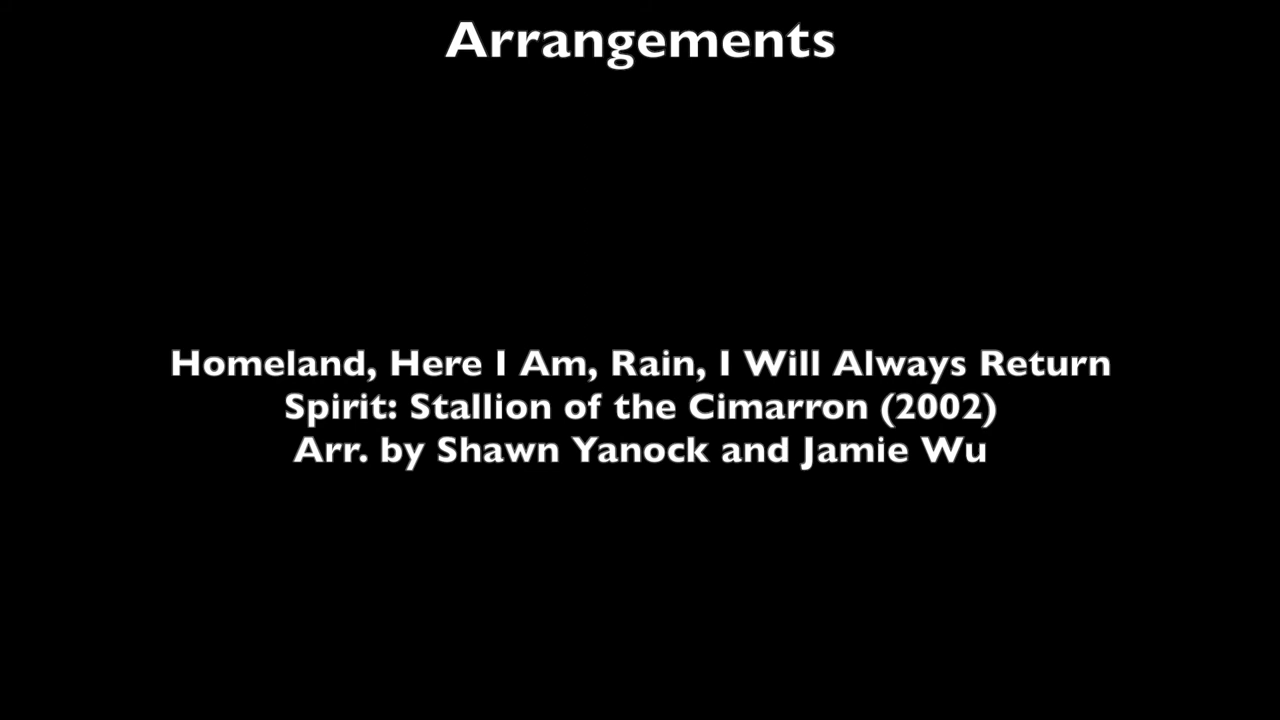 Arrangements
Homeland, Here I Am, Rain, I Will Always Return
Spirit: Stallion of the Cimarron (2002)
Arr. by Shawn Yanock and Jamie Wu